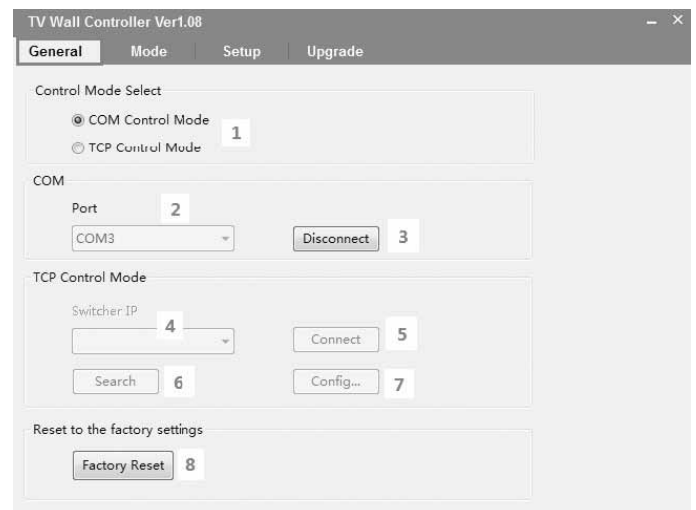 TV Wall Controller Ver1.08
General Mode Setup Upgrade
Control Mode Select
COM Control Mode
1
TCP Control Mode
COM
Port 2
COM3 Disconnect 3
TCP Control Mode
Switcher IP
4
Connect 5
Search 6 Config... 7
Reset to the factory settings
Factory Reset 8